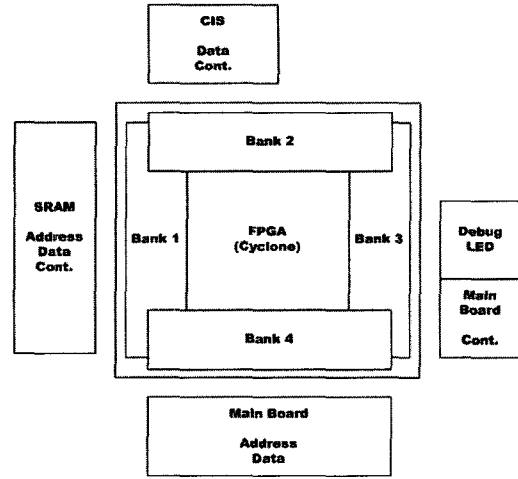 CIS
Data
Cont.
Bank 2
SRAM
Address
Data
Cont.
Bank 1
FPGA
(Cyclone)
Bank 3
Debug
LED
Main
Board
Cont.
Bank 4
Main Board
Address
Data